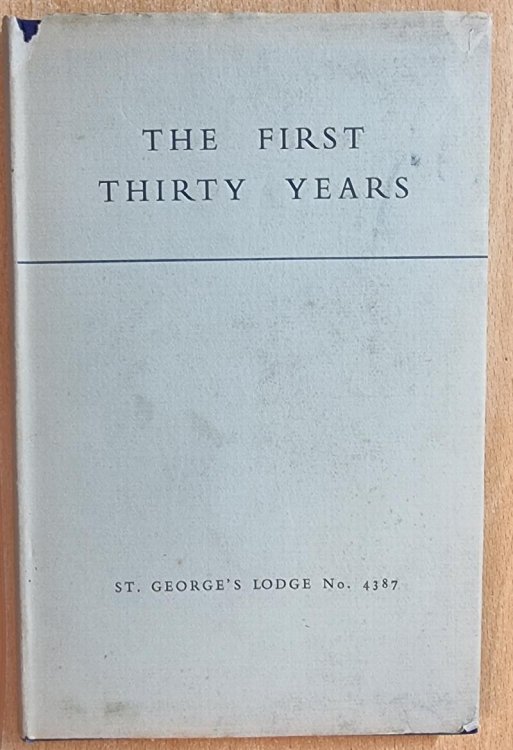 THE FIRST
THIRTY YEARS
ST. GEORGE'S LODGE No. 4387